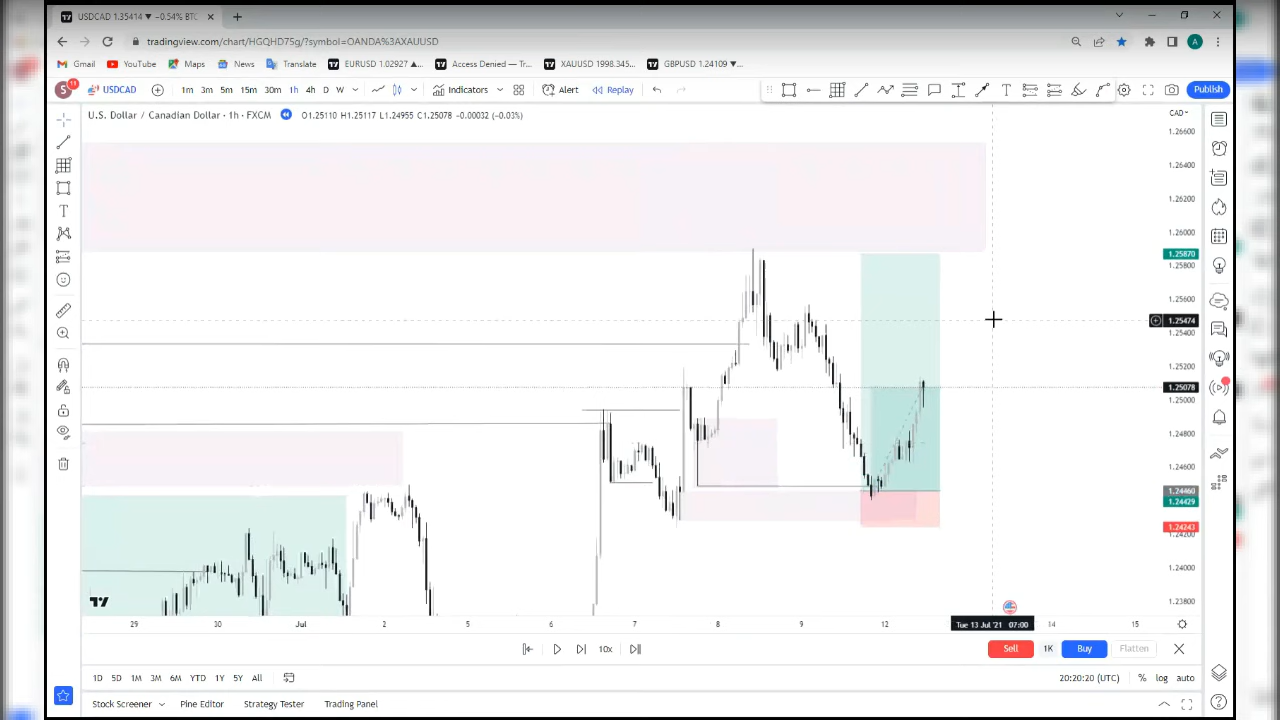 USDCAD 1.35414 ▼ −0.54% BTC
tradingview.com/chart/HGQHD75g/?symbol=OANDA%3AXAUUSD
A
Gmail YouTube Maps News Translate EURUSD 1.02927 ▲... Access Denied — Tr... XAUUSD 1998.345... GBPUSD 1.24109 ▼...
S 11 USDCAD 1m 3m 5m 15m 30m 1h 4h D W Indicators Alert Replay T Publish
U.S. Dollar / Canadian Dollar · 1h · FXCM O1.25110 H1.25117 L1.24955 C1.25078 −0.00032
CAD
1.26600
1.26400
1.26200
1.26000
1.25870
1.25800
1.25600
1.25474
1.25400
1.25200
1.25078
1.25000
1.24800
1.24600
1.24460
1.24429
1.24243
1.24200
1.24000
1.23800
29 30 Jul 2 5 6 7 8 9 12 Tue 13 Jul '21 07:00 14 15
10x Sell 1K Buy Flatten
1D 5D 1M 3M 6M YTD 1Y 5Y All 20:20:20 (UTC) % log auto
Stock Screener Pine Editor Strategy Tester Trading Panel